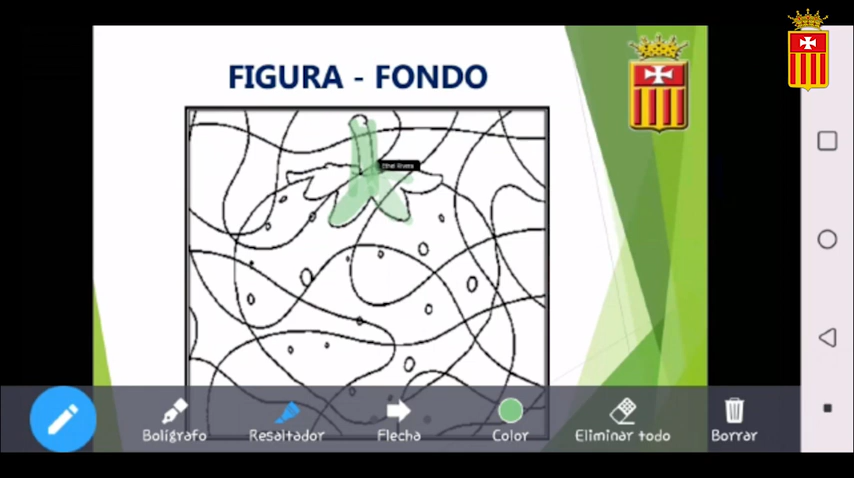 FIGURA - FONDO
Bolígrafo
Resaltador
Flecha
Color
Eliminar todo
Borrar